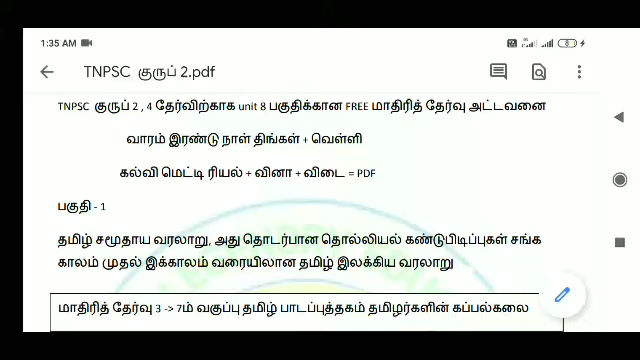 1:35 AM
TNPSC குருப் 2.pdf
TNPSC குருப் 2 , 4 தேர்விற்காக unit 8 பகுதிக்கான FREE மாதிரித் தேர்வு அட்டவனை
வாரம் இரண்டு நாள் திங்கள் + வெள்ளி
கல்வி மெட்டி ரியல் + வினா + விடை = PDF
பகுதி - 1
தமிழ் சமூதாய வரலாறு, அது தொடர்பான தொல்லியல் கண்டுபிடிப்புகள் சங்க
காலம் முதல் இக்காலம் வரையிலான தமிழ் இலக்கிய வரலாறு
மாதிரித் தேர்வு 3 -> 7ம் வகுப்பு தமிழ் பாடப்புத்தகம் தமிழர்களின் கப்பல்கலை